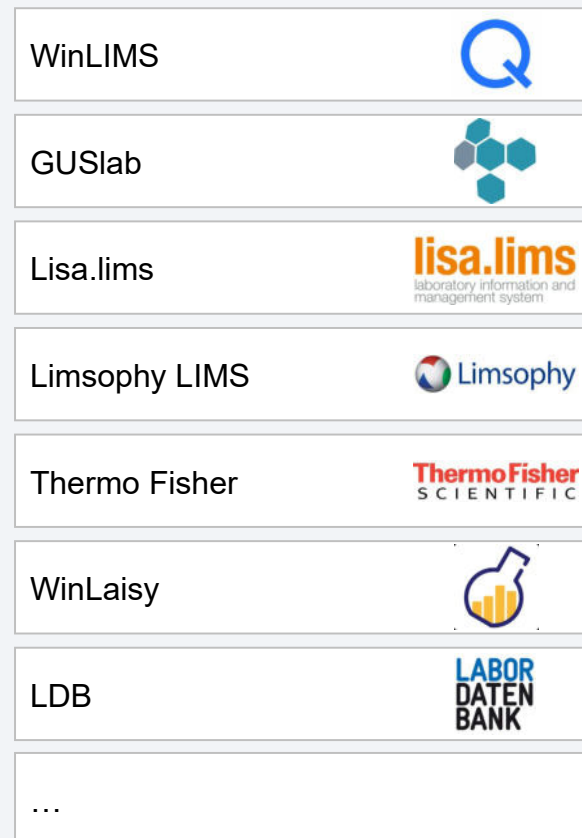 WinLIMS
GUSlab
Lisa.lims
lisa.lims
laboratory information and
management system
Limsophy LIMS
Limsophy
Thermo Fisher
ThermoFisher
SCIENTIFIC
WinLaisy
LDB
LABOR
DATEN
BANK
…